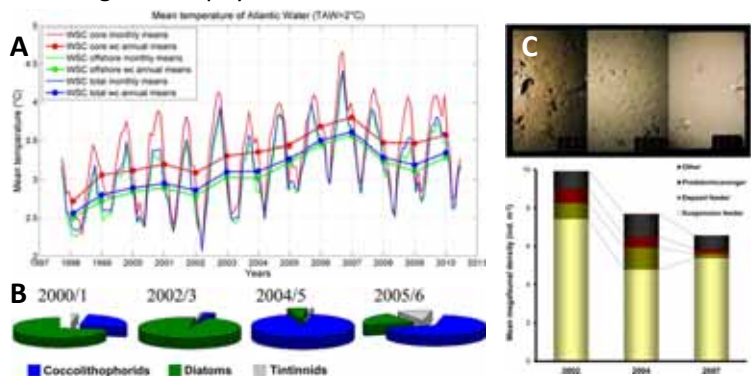 Mean temperature of Atlantic Water (TAW>2°C)
A
WSC core monthly means
WSC core wc annual means
WSC offshore monthly means
WSC offshore wc annual means
WSC total monthly means
WSC total wc annual means
Mean temperature (°C)
5
4.5
4
3.5
3
2.5
2
1997 1998 1999 2000 2001 2002 2003 2004 2005 2006 2007 2008 2009 2010 2011
Years
B
2000/1 2002/3 2004/5 2005/6
Coccolithophorids Diatoms Tintinnids
C
Other
Predator/scavenger
Deposit feeder
Suspension feeder
Mean megafaunal density (ind. m⁻²)
10
8
6
4
2
0
2002 2004 2007